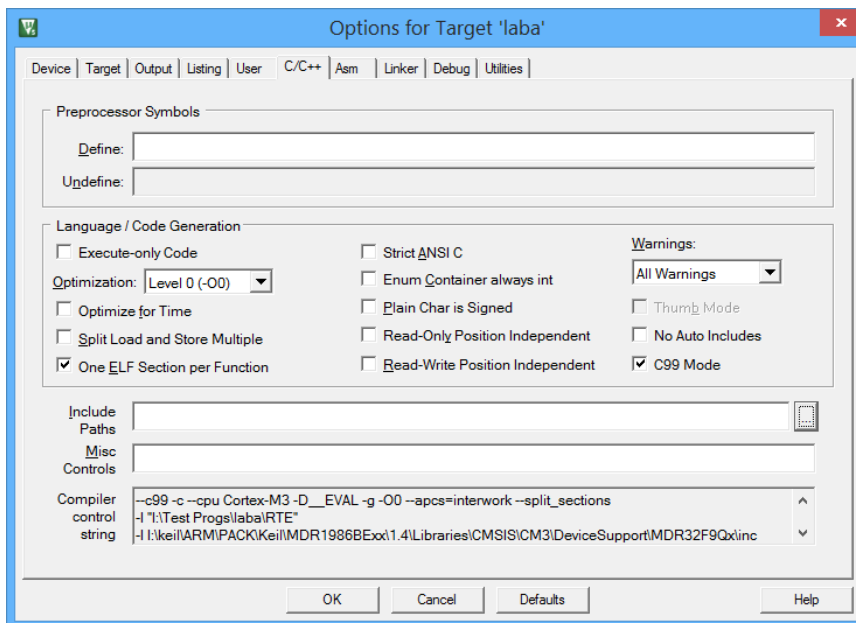 Options for Target 'laba'
Device | Target | Output | Listing | User | C/C++ | Asm | Linker | Debug | Utilities
Preprocessor Symbols
Define:
Undefine:
Language / Code Generation
Execute-only Code
Optimization: Level 0 (-O0)
Optimize for Time
Split Load and Store Multiple
One ELF Section per Function
Strict ANSI C
Enum Container always int
Plain Char is Signed
Read-Only Position Independent
Read-Write Position Independent
Warnings:
All Warnings
Thumb Mode
No Auto Includes
C99 Mode
Include
Paths
...
Misc
Controls
Compiler
control
string
--c99 -c --cpu Cortex-M3 -D__EVAL -g -O0 --apcs=interwork --split_sections
-I "I:\Test Progs\laba\RTE"
-I I:\keil\ARM\PACK\Keil\MDR1986BExx\1.4\Libraries\CMSIS\CM3\DeviceSupport\MDR32F9Qx\inc
OK
Cancel
Defaults
Help